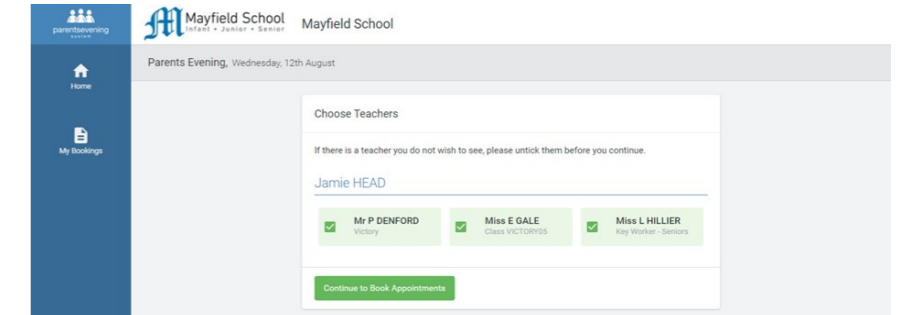 parentsevening
system
Mayfield School
Infant • Junior • Senior
Mayfield School
Home
My Bookings
Parents Evening, Wednesday, 12th August
Choose Teachers
If there is a teacher you do not wish to see, please untick them before you continue.
Jamie HEAD
Mr P DENFORD
Victory
Miss E GALE
Class VICTORY05
Miss L HILLIER
Key Worker - Seniors
Continue to Book Appointments